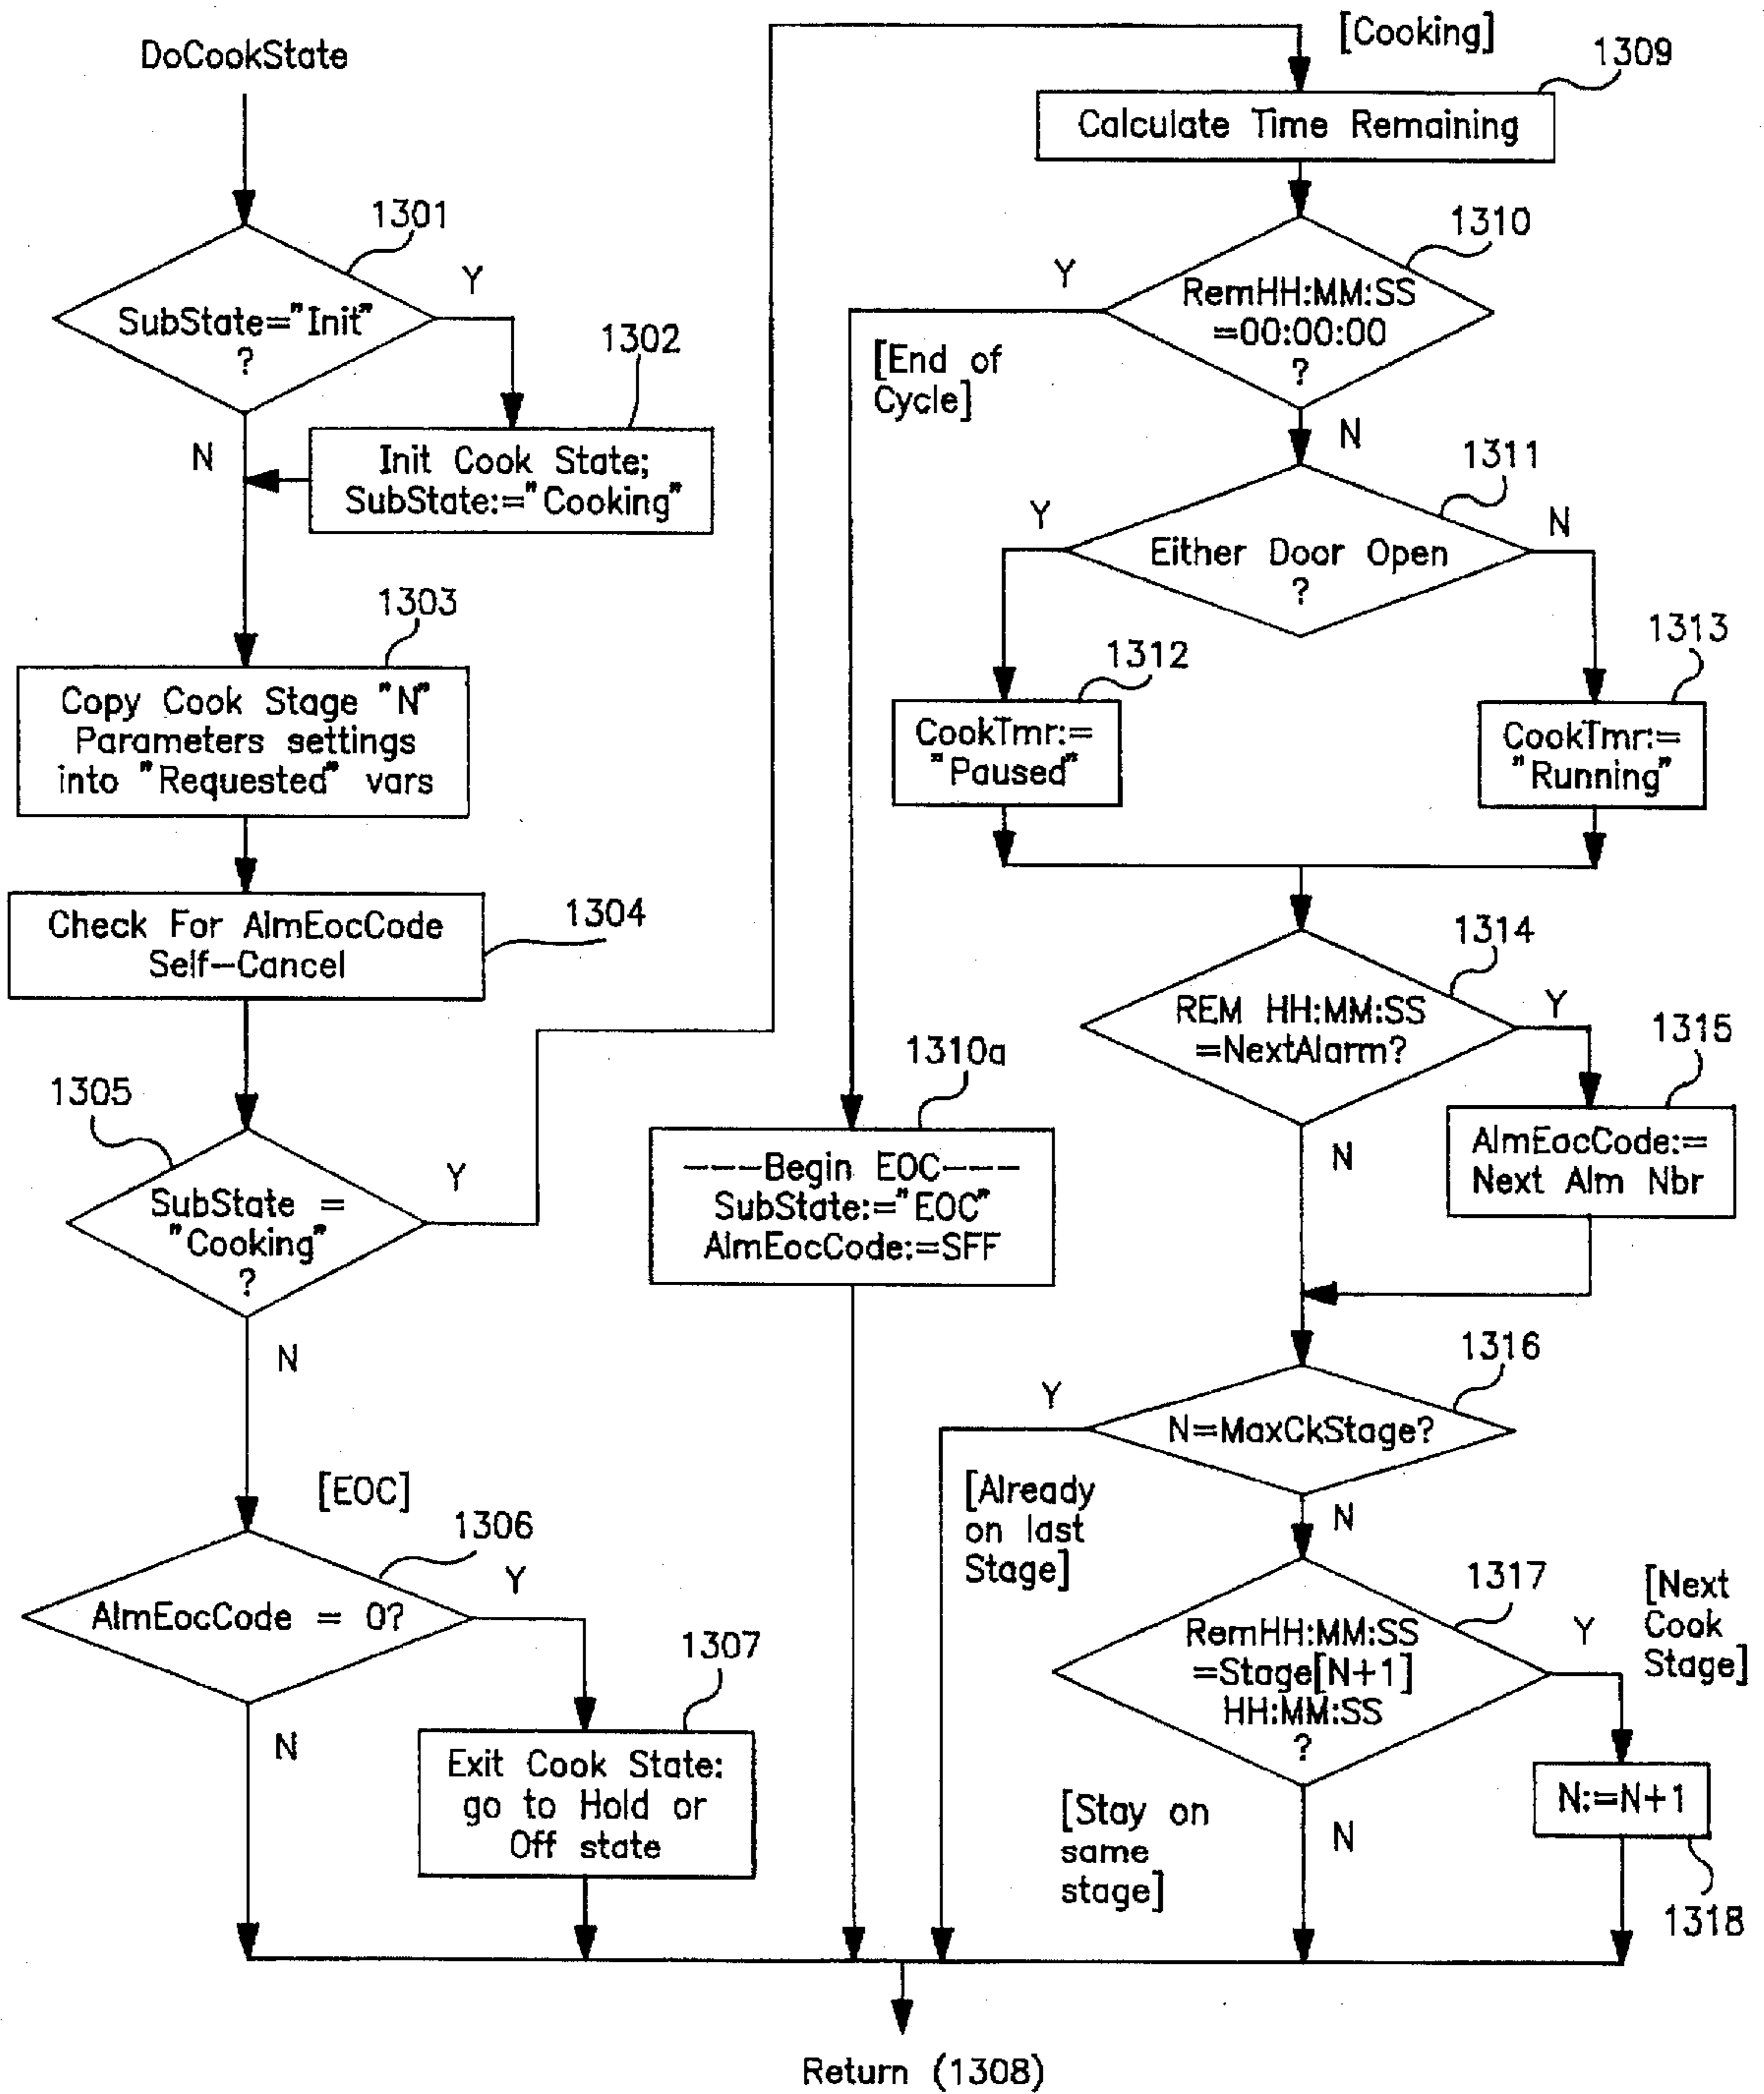 DoCookState
1301
SubState="Init"
?
Y
N
1302
Init Cook State;
SubState:="Cooking"
1303
Copy Cook Stage "N"
Parameters settings
into "Requested" vars
1304
Check For AlmEocCode
Self-Cancel
1305
SubState =
"Cooking"
?
Y
N
[EOC]
1306
AlmEocCode = 0?
Y
N
1307
Exit Cook State:
go to Hold or
Off state
[Cooking]
1309
Calculate Time Remaining
1310
RemHH:MM:SS
=00:00:00
?
Y
[End of
Cycle]
N
1310a
---Begin EOC---
SubState:="EOC"
AlmEocCode:=SFF
1311
Either Door Open
?
Y
N
1312
CookTmr:=
"Paused"
1313
CookTmr:=
"Running"
1314
REM HH:MM:SS
=NextAlarm?
Y
N
1315
AlmEocCode:=
Next Alm Nbr
1316
N=MaxCkStage?
Y
[Already
on last
Stage]
N
1317
RemHH:MM:SS
=Stage[N+1]
HH:MM:SS
?
Y
[Next
Cook
Stage]
[Stay on
same
stage]
N
N:=N+1
1318
Return (1308)